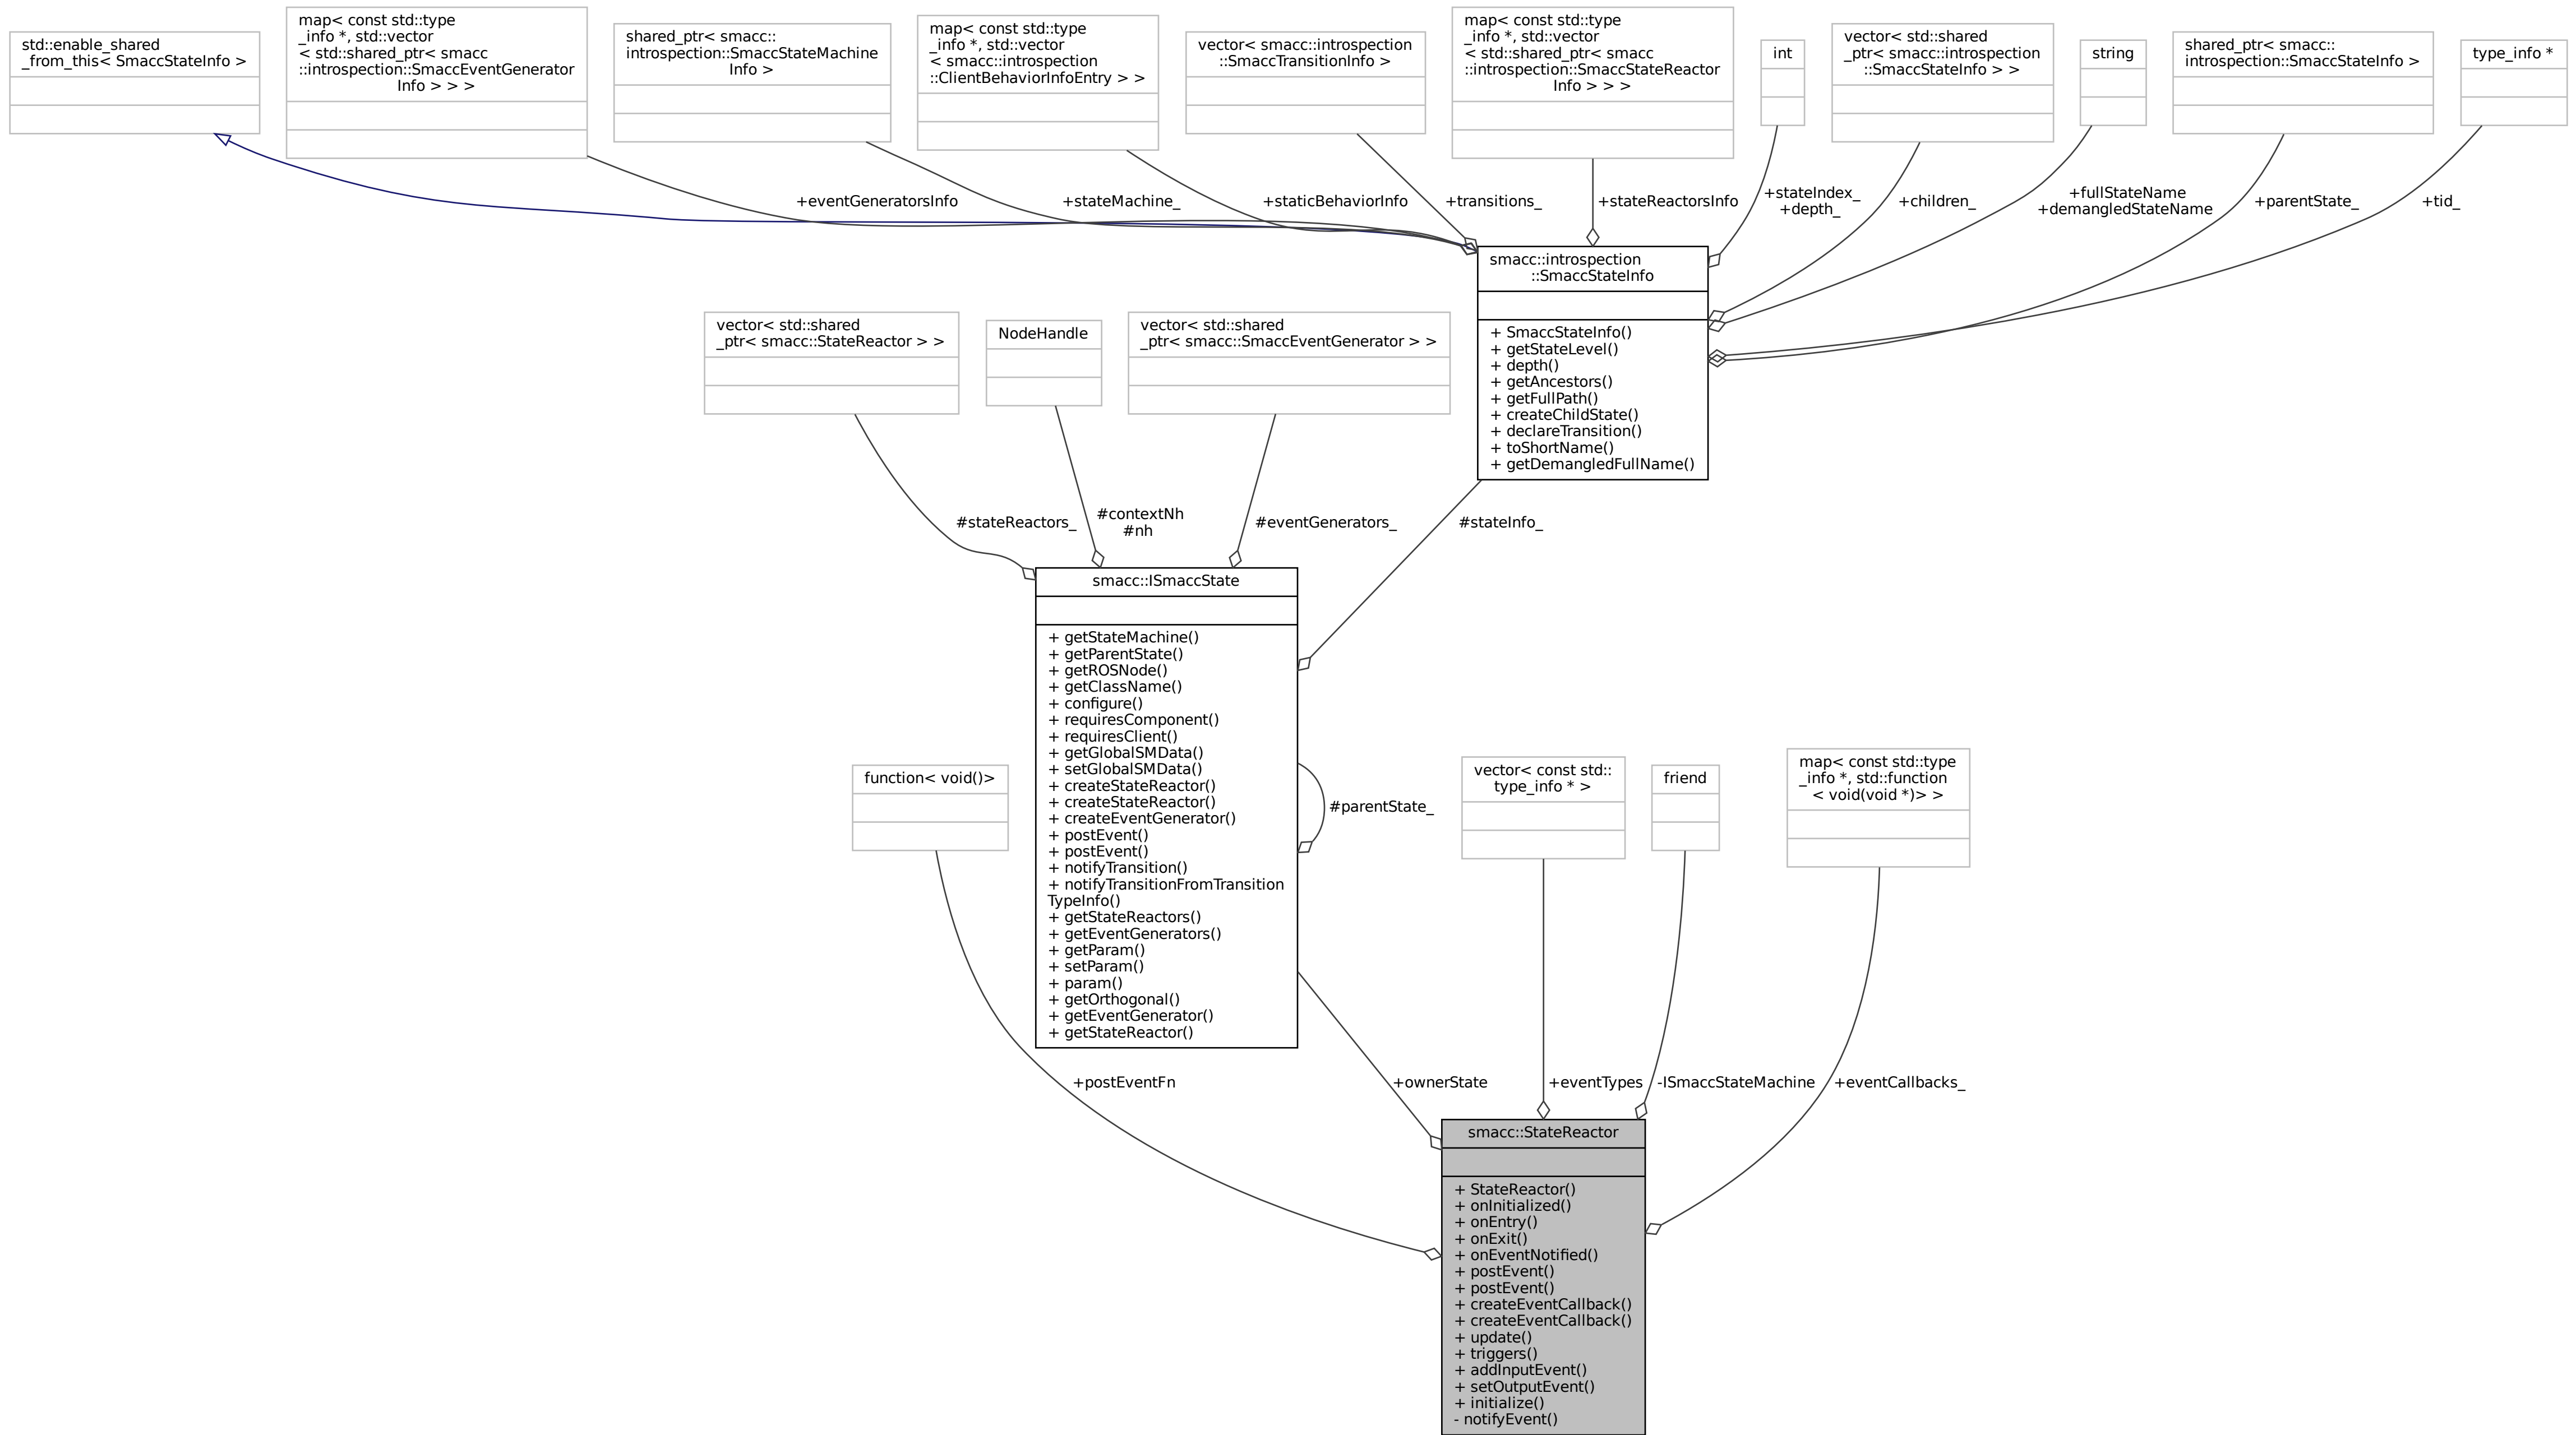 std::enable_shared
_from_this< SmaccStateInfo >
map< const std::type
_info *, std::vector
< std::shared_ptr< smacc
::introspection::SmaccEventGenerator
Info > > >
shared_ptr< smacc::
introspection::SmaccStateMachine
Info >
map< const std::type
_info *, std::vector
< smacc::introspection
::ClientBehaviorInfoEntry > >
vector< smacc::introspection
::SmaccTransitionInfo >
map< const std::type
_info *, std::vector
< std::shared_ptr< smacc
::introspection::SmaccStateReactor
Info > > >
int
vector< std::shared
_ptr< smacc::introspection
::SmaccStateInfo > >
string
shared_ptr< smacc::
introspection::SmaccStateInfo >
type_info *
+eventGeneratorsInfo
+stateMachine_
+staticBehaviorInfo
+transitions_
+stateReactorsInfo
+stateIndex_
+depth_
+children_
+fullStateName
+demangledStateName
+parentState_
+tid_
smacc::introspection
::SmaccStateInfo
+ SmaccStateInfo()
+ getStateLevel()
+ depth()
+ getAncestors()
+ getFullPath()
+ createChildState()
+ declareTransition()
+ toShortName()
+ getDemangledFullName()
vector< std::shared
_ptr< smacc::StateReactor > >
NodeHandle
vector< std::shared
_ptr< smacc::SmaccEventGenerator > >
#stateReactors_
#contextNh
#nh
#eventGenerators_
#stateInfo_
smacc::ISmaccState
+ getStateMachine()
+ getParentState()
+ getROSNode()
+ getClassName()
+ configure()
+ requiresComponent()
+ requiresClient()
+ getGlobalSMData()
+ setGlobalSMData()
+ createStateReactor()
+ createStateReactor()
+ createEventGenerator()
+ postEvent()
+ postEvent()
+ notifyTransition()
+ notifyTransitionFromTransition
TypeInfo()
+ getStateReactors()
+ getEventGenerators()
+ getParam()
+ setParam()
+ param()
+ getOrthogonal()
+ getEventGenerator()
+ getStateReactor()
#parentState_
function< void()>
vector< const std::
type_info * >
friend
map< const std::type
_info *, std::function
< void(void *)> >
+postEventFn
+ownerState
+eventTypes
-ISmaccStateMachine
+eventCallbacks_
smacc::StateReactor
+ StateReactor()
+ onInitialized()
+ onEntry()
+ onExit()
+ onEventNotified()
+ postEvent()
+ postEvent()
+ createEventCallback()
+ createEventCallback()
+ update()
+ triggers()
+ addInputEvent()
+ setOutputEvent()
+ initialize()
- notifyEvent()